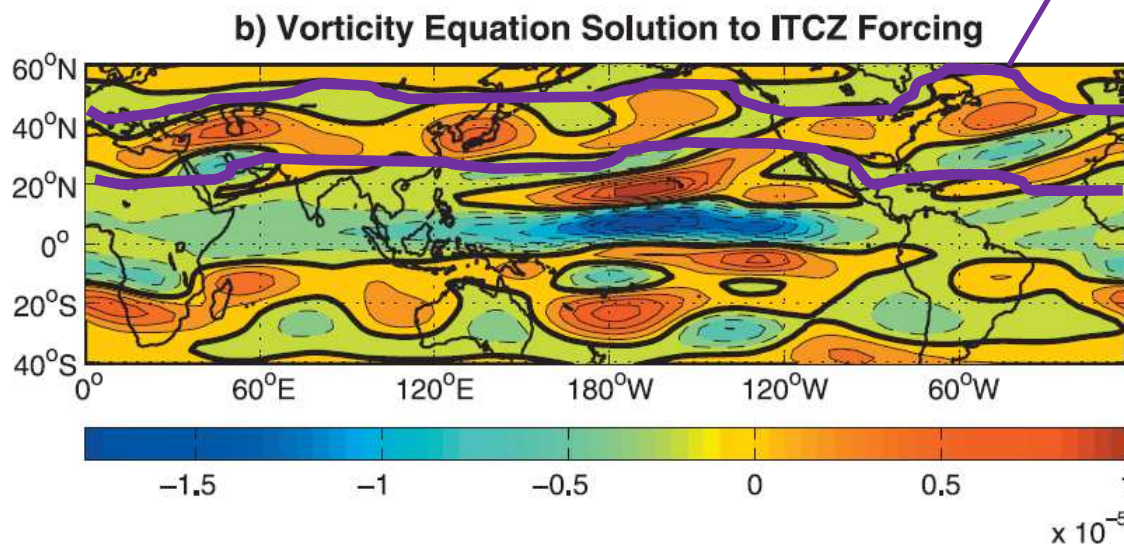 b) Vorticity Equation Solution to ITCZ Forcing
60°N
40°N
20°N
0°
20°S
40°S
0° 60°E 120°E 180°W 120°W 60°W
−1.5 −1 −0.5 0 0.5 1
x 10⁻⁵